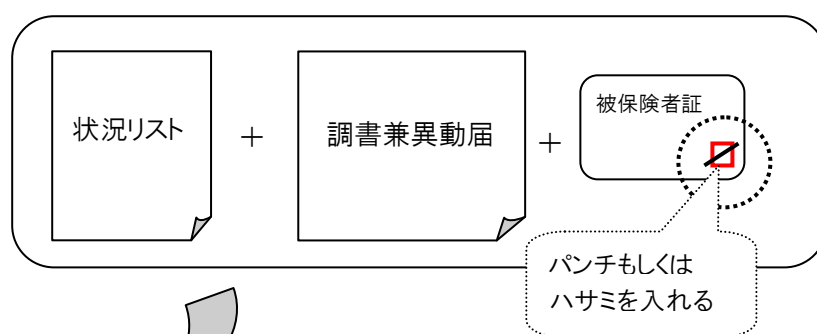 状況リスト
+
調書兼異動届
+
被保険者証
パンチもしくは
ハサミを入れる